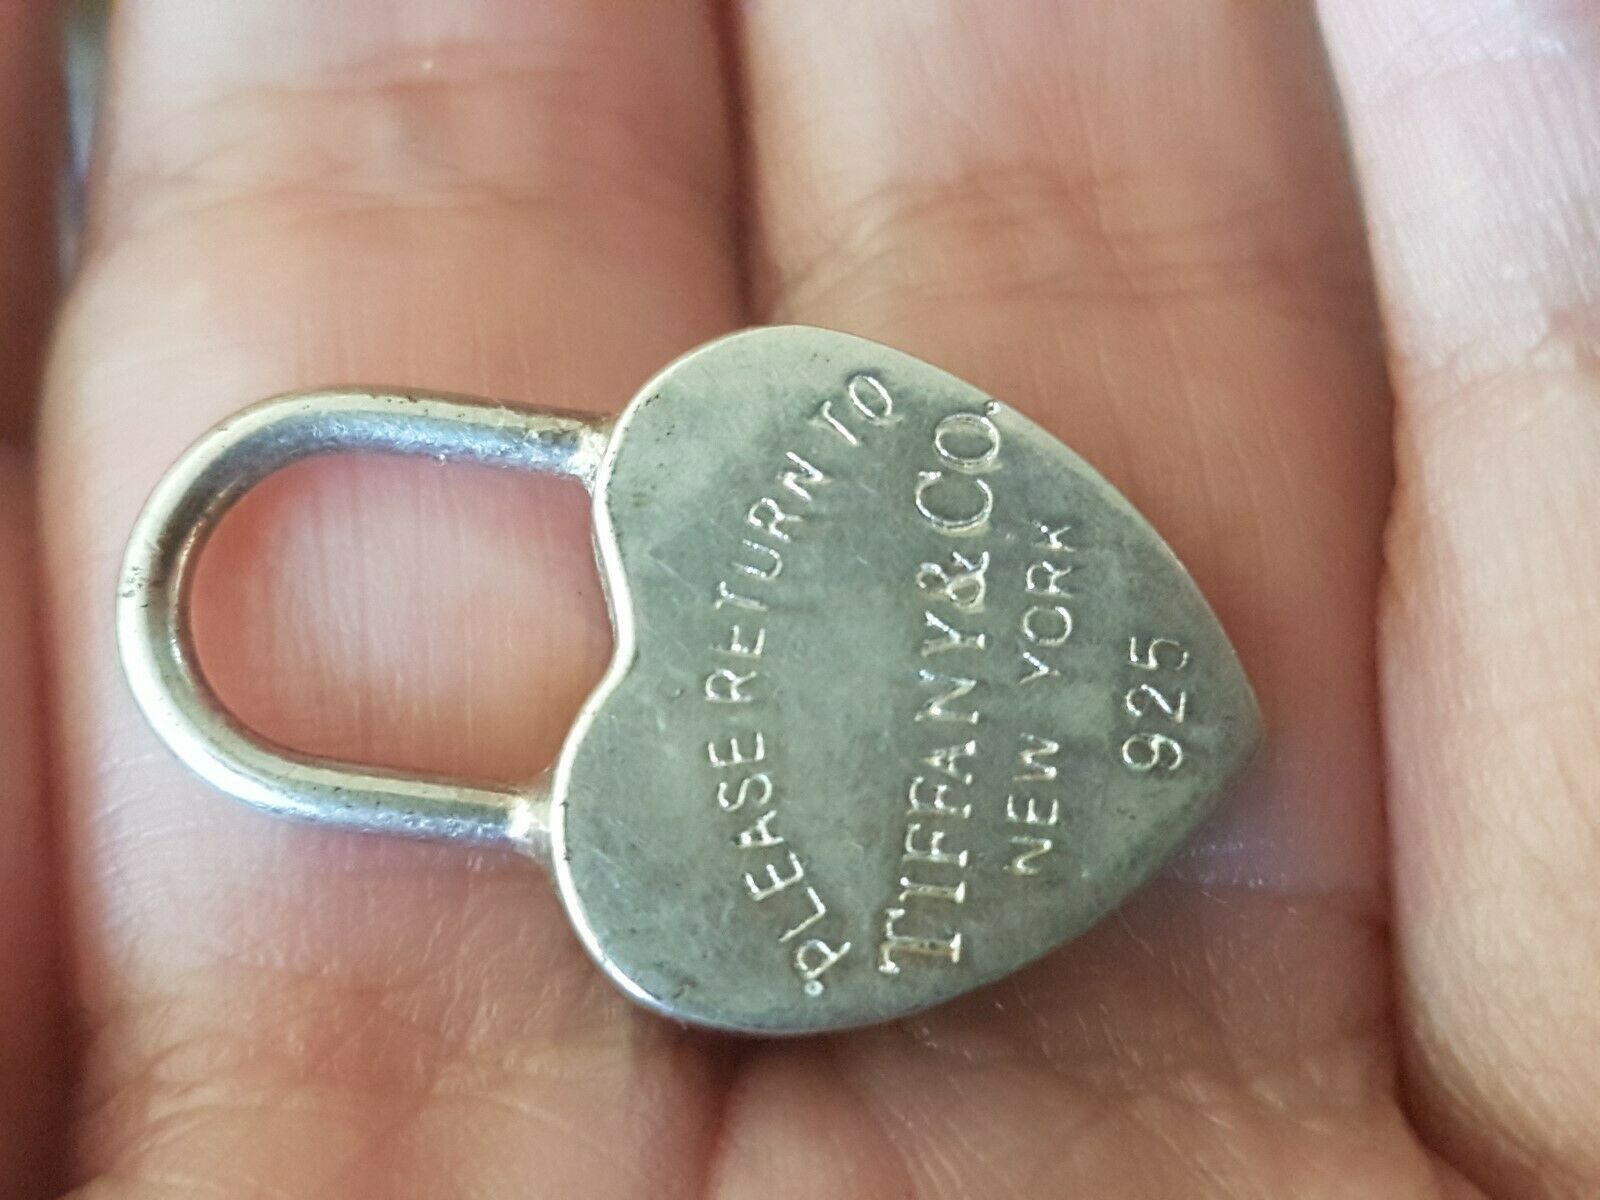 .PLEASE RETURN TO
TIFFANY & CO.
NEW YORK
925